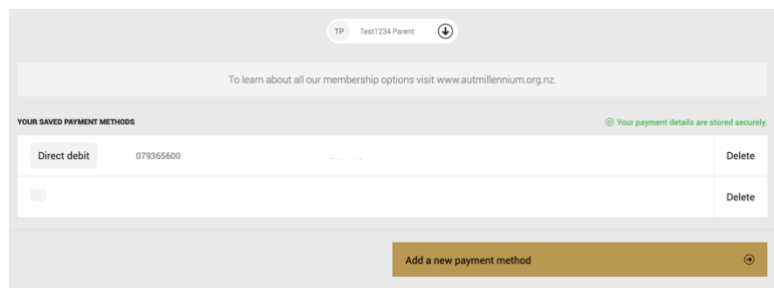 TP Test1234 Parent
To learn about all our membership options visit www.autmillennium.org.nz.
YOUR SAVED PAYMENT METHODS Your payment details are stored securely.
Direct debit 079365600 Delete
Delete
Add a new payment method